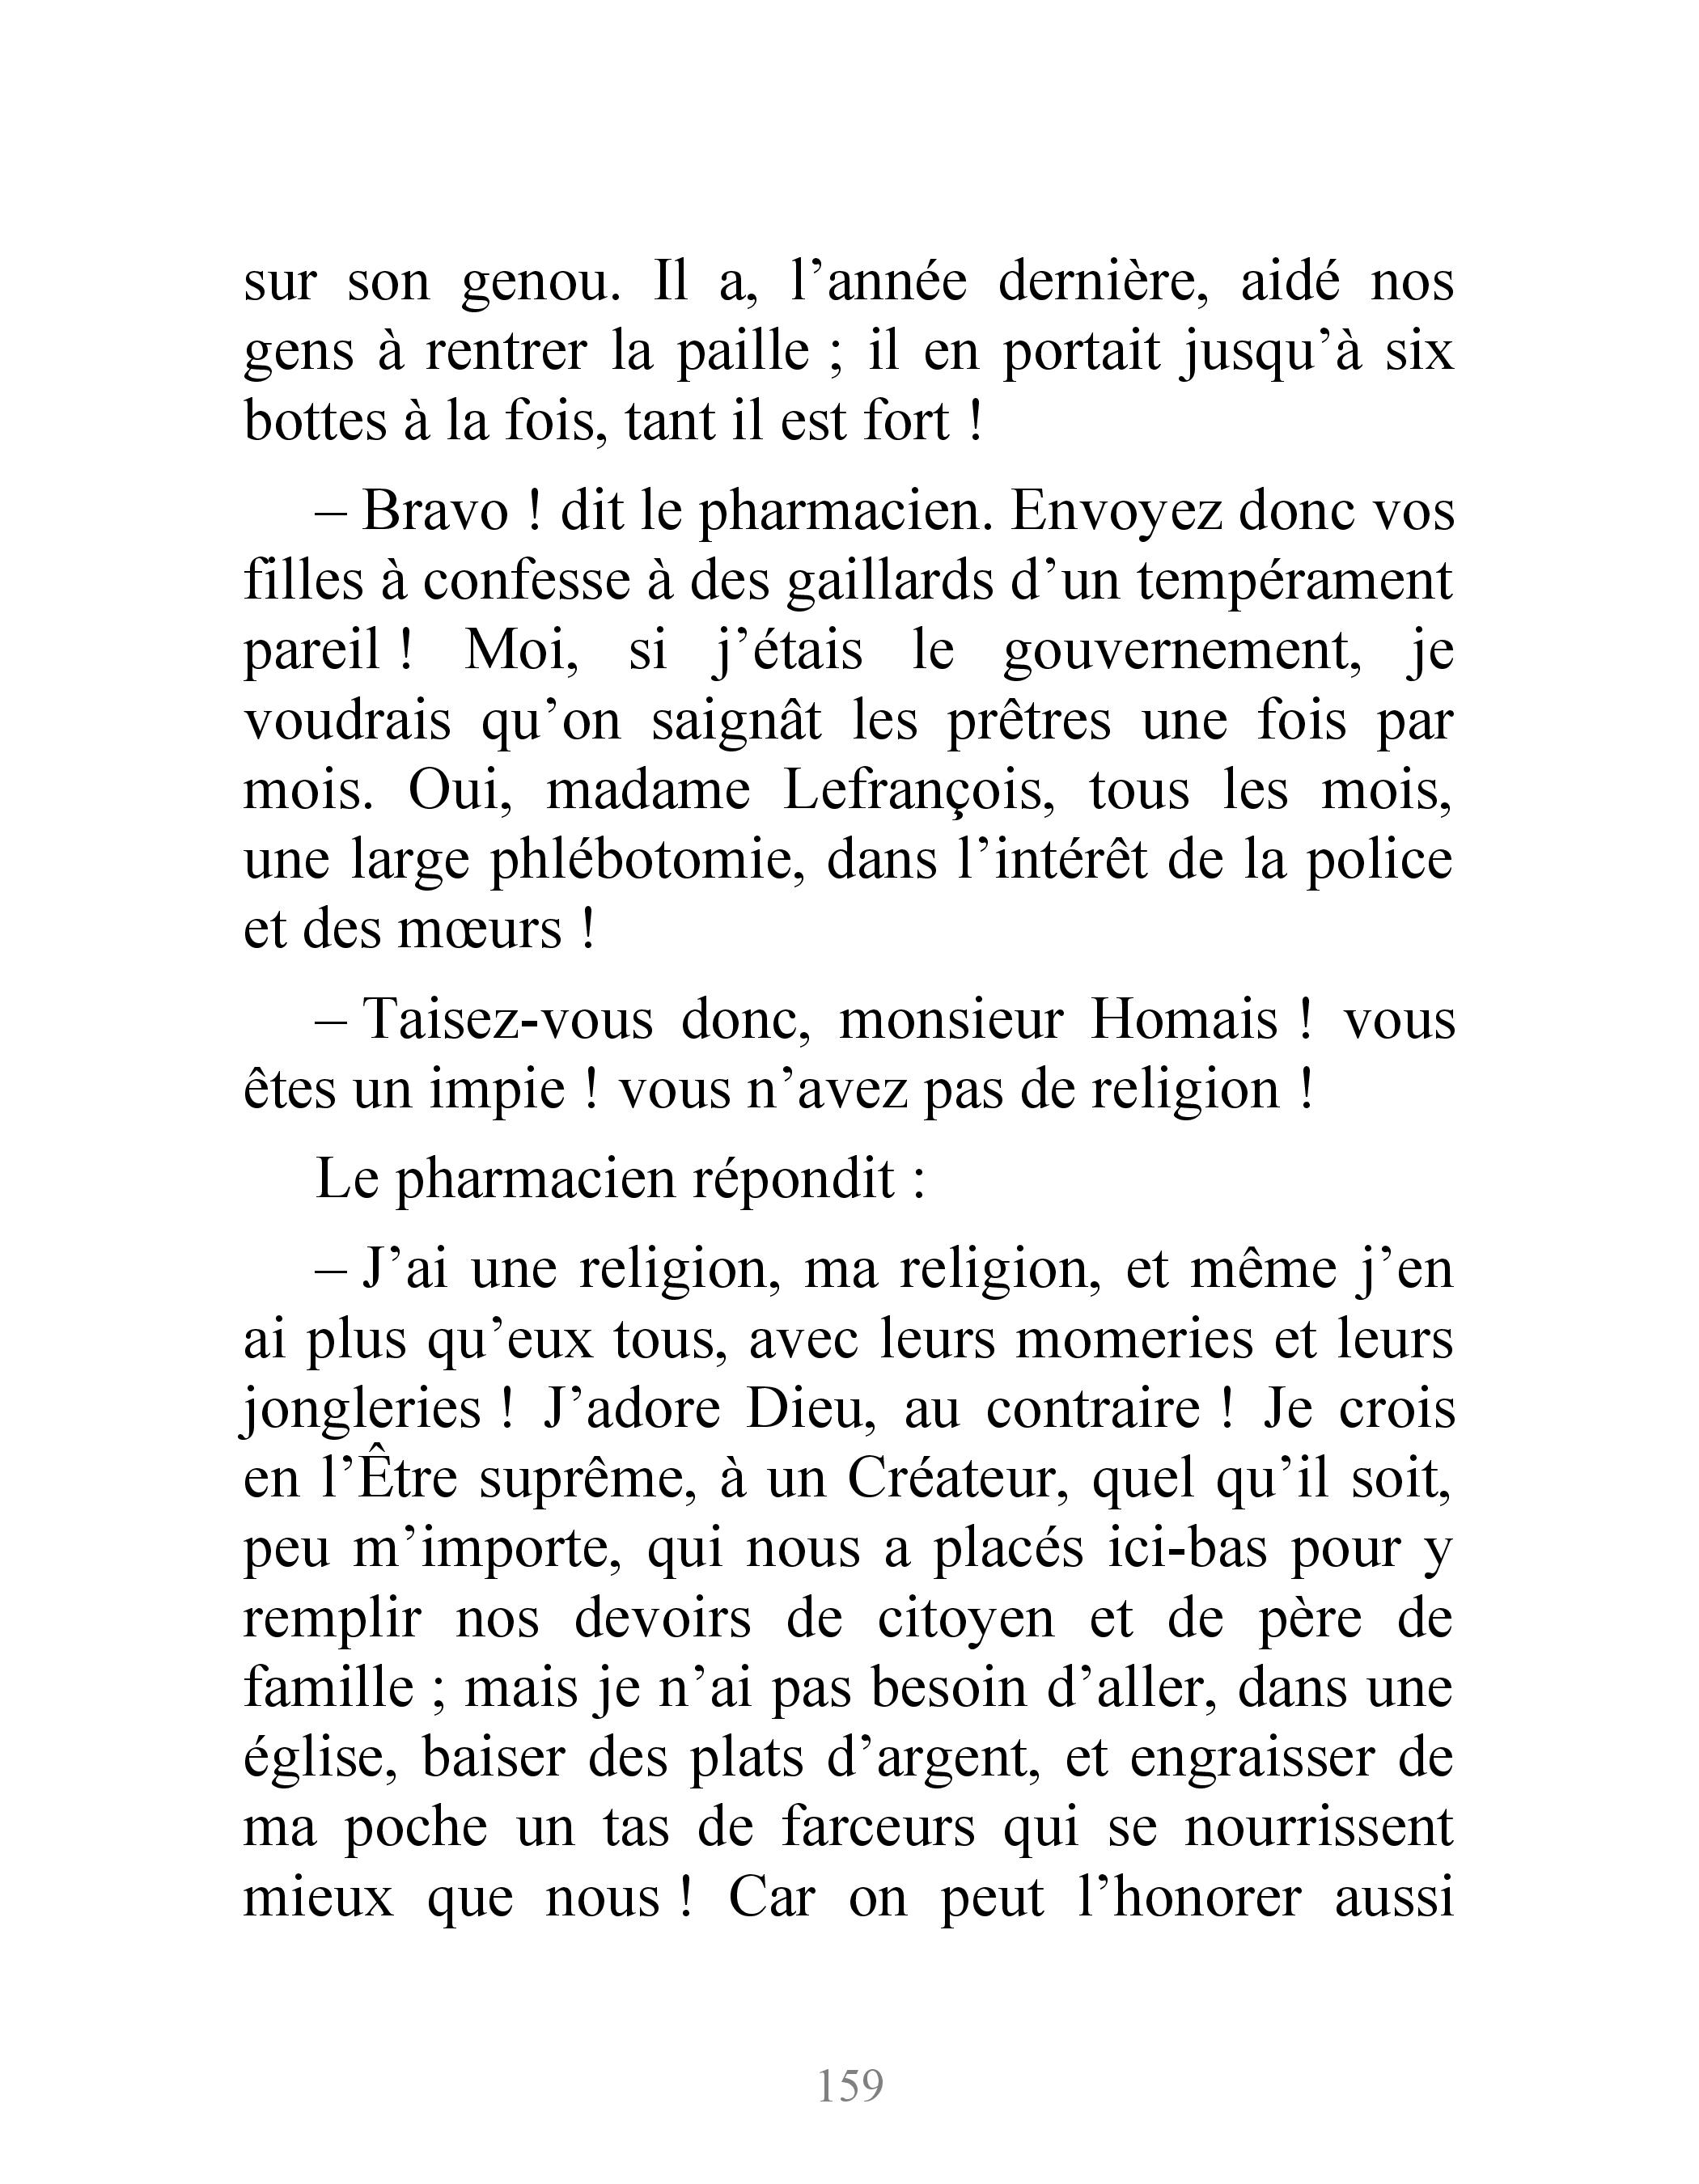 sur son genou. Il a, l’année dernière, aidé nos
gens à rentrer la paille ; il en portait jusqu’à six
bottes à la fois, tant il est fort !
– Bravo ! dit le pharmacien. Envoyez donc vos
filles à confesse à des gaillards d’un tempérament
pareil ! Moi, si j’étais le gouvernement, je
voudrais qu’on saignât les prêtres une fois par
mois. Oui, madame Lefrançois, tous les mois,
une large phlébotomie, dans l’intérêt de la police
et des mœurs !
– Taisez-vous donc, monsieur Homais ! vous
êtes un impie ! vous n’avez pas de religion !
Le pharmacien répondit :
– J’ai une religion, ma religion, et même j’en
ai plus qu’eux tous, avec leurs momeries et leurs
jongleries ! J’adore Dieu, au contraire ! Je crois
en l’Être suprême, à un Créateur, quel qu’il soit,
peu m’importe, qui nous a placés ici-bas pour y
remplir nos devoirs de citoyen et de père de
famille ; mais je n’ai pas besoin d’aller, dans une
église, baiser des plats d’argent, et engraisser de
ma poche un tas de farceurs qui se nourrissent
mieux que nous ! Car on peut l’honorer aussi
159